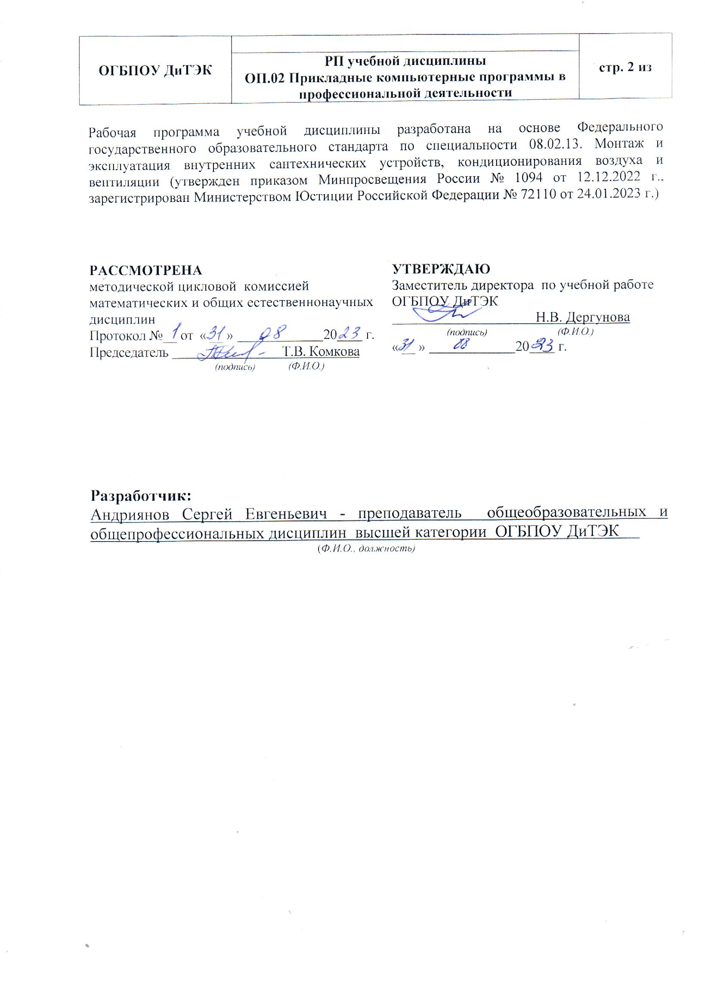 ОГБПОУ ДиТЭК
РП учебной дисциплины
ОП.02 Прикладные компьютерные программы в
профессиональной деятельности
стр. 2 из
Рабочая программа учебной дисциплины разработана на основе Федерального
государственного образовательного стандарта по специальности 08.02.13. Монтаж и
эксплуатация внутренних сантехнических устройств, кондиционирования воздуха и
вентиляции (утвержден приказом Минпросвещения России № 1094 от 12.12.2022 г.,
зарегистрирован Министерством Юстиции Российской Федерации № 72110 от 24.01.2023 г.)
РАССМОТРЕНА
методической цикловой комиссией
математических и общих естественнонаучных
дисциплин
Протокол № 1 от «31» 08 2023 г.
Председатель Т.В. Комкова
(подпись) (Ф.И.О.)
УТВЕРЖДАЮ
Заместитель директора по учебной работе
ОГБПОУ ДиТЭК
Н.В. Дергунова
(подпись) (Ф.И.О.)
«31» 08 2023 г.
Разработчик:
Андриянов Сергей Евгеньевич - преподаватель общеобразовательных и
общепрофессиональных дисциплин высшей категории ОГБПОУ ДиТЭК
(Ф.И.О., должность)